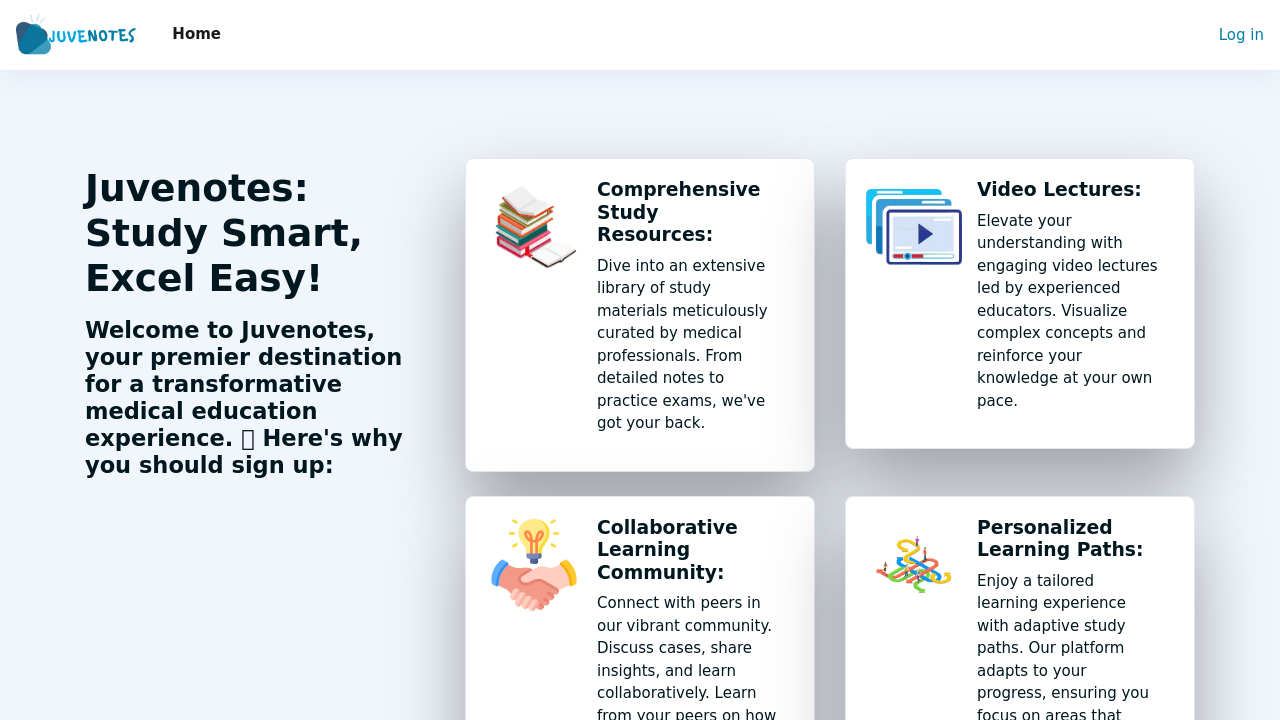 JUVENOTES
Home
Log in
Juvenotes:
Study Smart,
Excel Easy!
Welcome to Juvenotes,
your premier destination
for a transformative
medical education
experience. Here's why
you should sign up:
Comprehensive
Study
Resources:
Dive into an extensive
library of study
materials meticulously
curated by medical
professionals. From
detailed notes to
practice exams, we've
got your back.
Video Lectures:
Elevate your
understanding with
engaging video lectures
led by experienced
educators. Visualize
complex concepts and
reinforce your
knowledge at your own
pace.
Collaborative
Learning
Community:
Connect with peers in
our vibrant community.
Discuss cases, share
insights, and learn
collaboratively. Learn
from your peers on how
Personalized
Learning Paths:
Enjoy a tailored
learning experience
with adaptive study
paths. Our platform
adapts to your
progress, ensuring you
focus on areas that